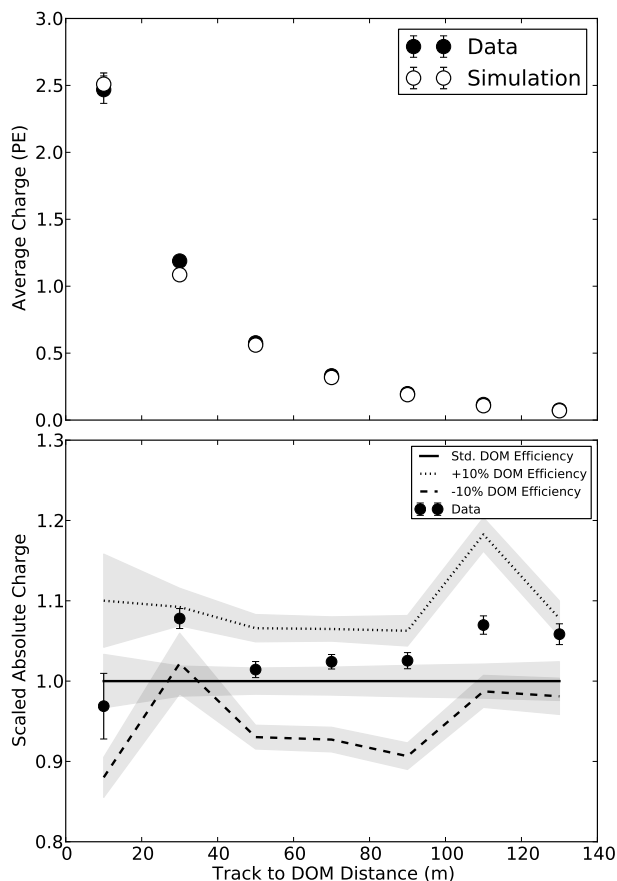 3.0
2.5
2.0
1.5
1.0
0.5
0.0
Average Charge (PE)
Data
Simulation
1.3
1.2
1.1
1.0
0.9
0.8
Scaled Absolute Charge
Std. DOM Efficiency
+10% DOM Efficiency
-10% DOM Efficiency
Data
0 20 40 60 80 100 120 140
Track to DOM Distance (m)